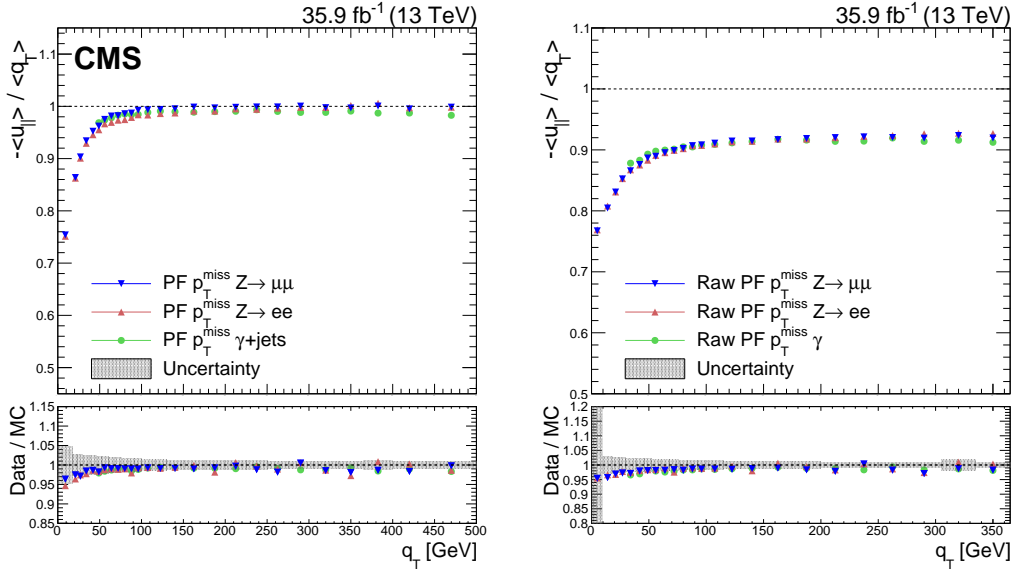 35.9 fb⁻¹ (13 TeV)
CMS
-<u_||> / <q_T>
1.1
1
0.9
0.8
0.7
0.6
0.5
PF p_T^miss Z→ μμ
PF p_T^miss Z→ ee
PF p_T^miss γ+jets
Uncertainty
Data / MC
1.15
1.1
1.05
1
0.95
0.9
0.85
0 50 100 150 200 250 300 350 400 450 500
q_T [GeV]
35.9 fb⁻¹ (13 TeV)
-<u_||> / <q_T>
1.1
1
0.9
0.8
0.7
0.6
0.5
Raw PF p_T^miss Z→ μμ
Raw PF p_T^miss Z→ ee
Raw PF p_T^miss γ
Uncertainty
Data / MC
1.2
1.15
1.1
1.05
1
0.95
0.9
0.85
0.8
0 50 100 150 200 250 300 350
q_T [GeV]